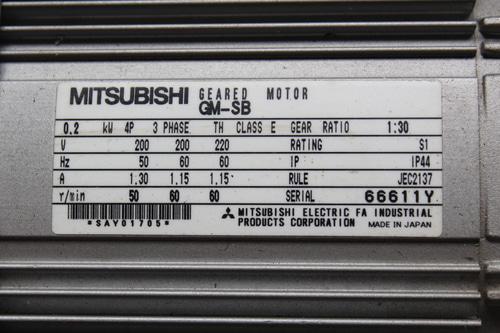 MITSUBISHI GEARED MOTOR
GM-SB
0.2 kW 4P 3 PHASE TH CLASS E GEAR RATIO 1:30
V 200 200 220 RATING S1
Hz 50 60 60 IP IP44
A 1.30 1.15 1.15 RULE JEC2137
r/min 50 60 60 SERIAL 66611Y
*SAY01705*
MITSUBISHI ELECTRIC FA INDUSTRIAL
PRODUCTS CORPORATION MADE IN JAPAN